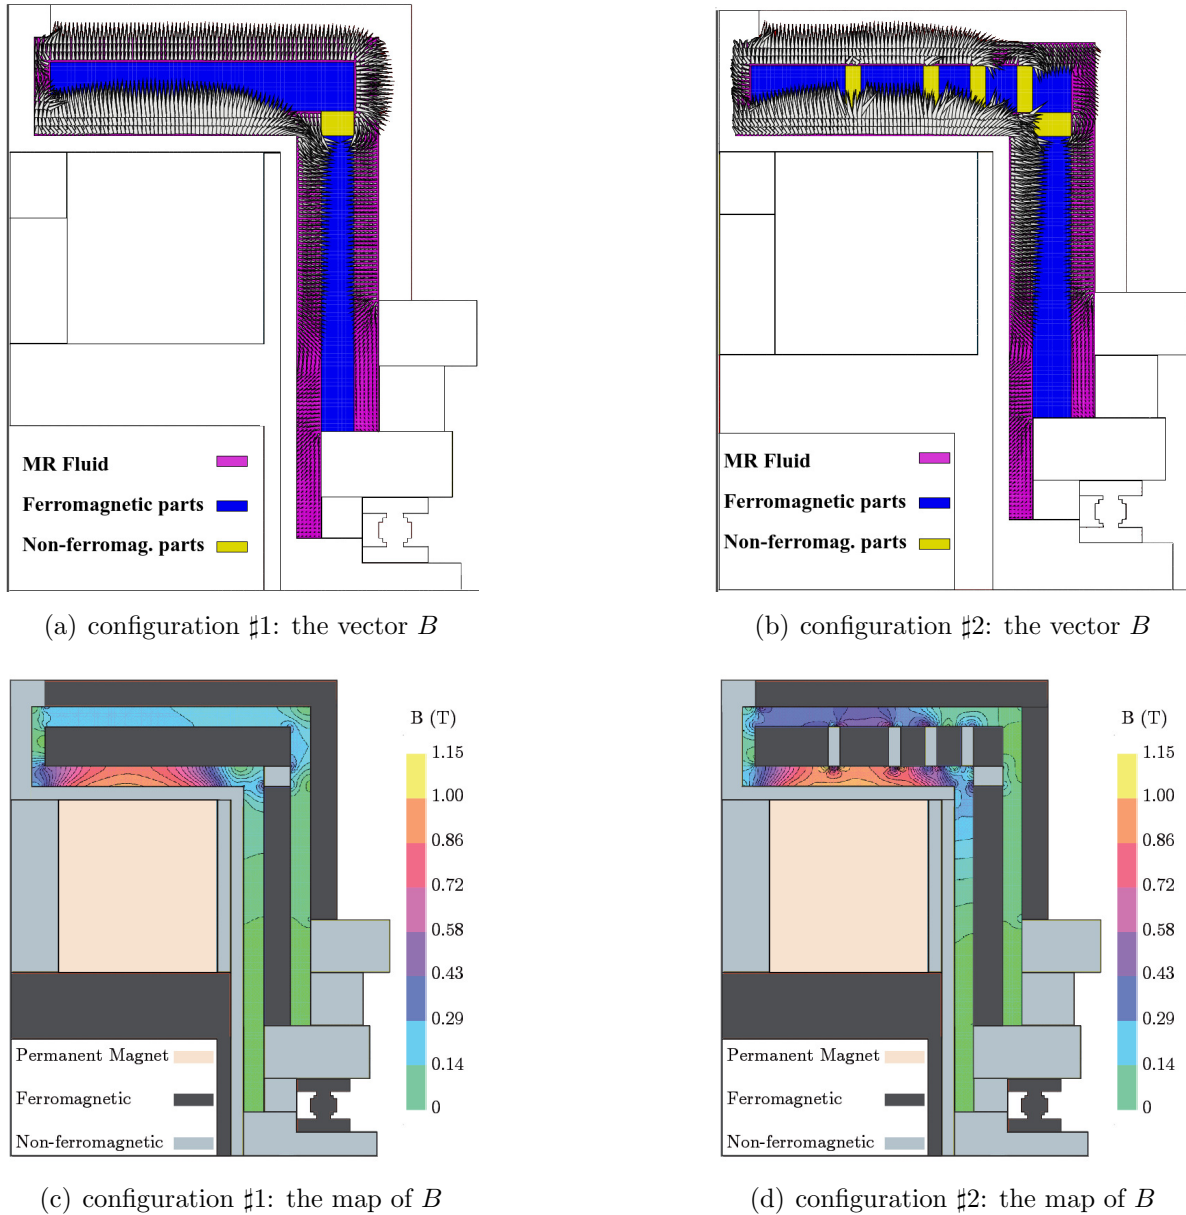 MR Fluid
Ferromagnetic parts
Non-ferromag. parts
(a) configuration ♯1: the vector B
MR Fluid
Ferromagnetic parts
Non-ferromag. parts
(b) configuration ♯2: the vector B
B (T)
1.15
1.00
0.86
0.72
0.58
0.43
0.29
0.14
0
Permanent Magnet
Ferromagnetic
Non-ferromagnetic
(c) configuration ♯1: the map of B
B (T)
1.15
1.00
0.86
0.72
0.58
0.43
0.29
0.14
0
Permanent Magnet
Ferromagnetic
Non-ferromagnetic
(d) configuration ♯2: the map of B